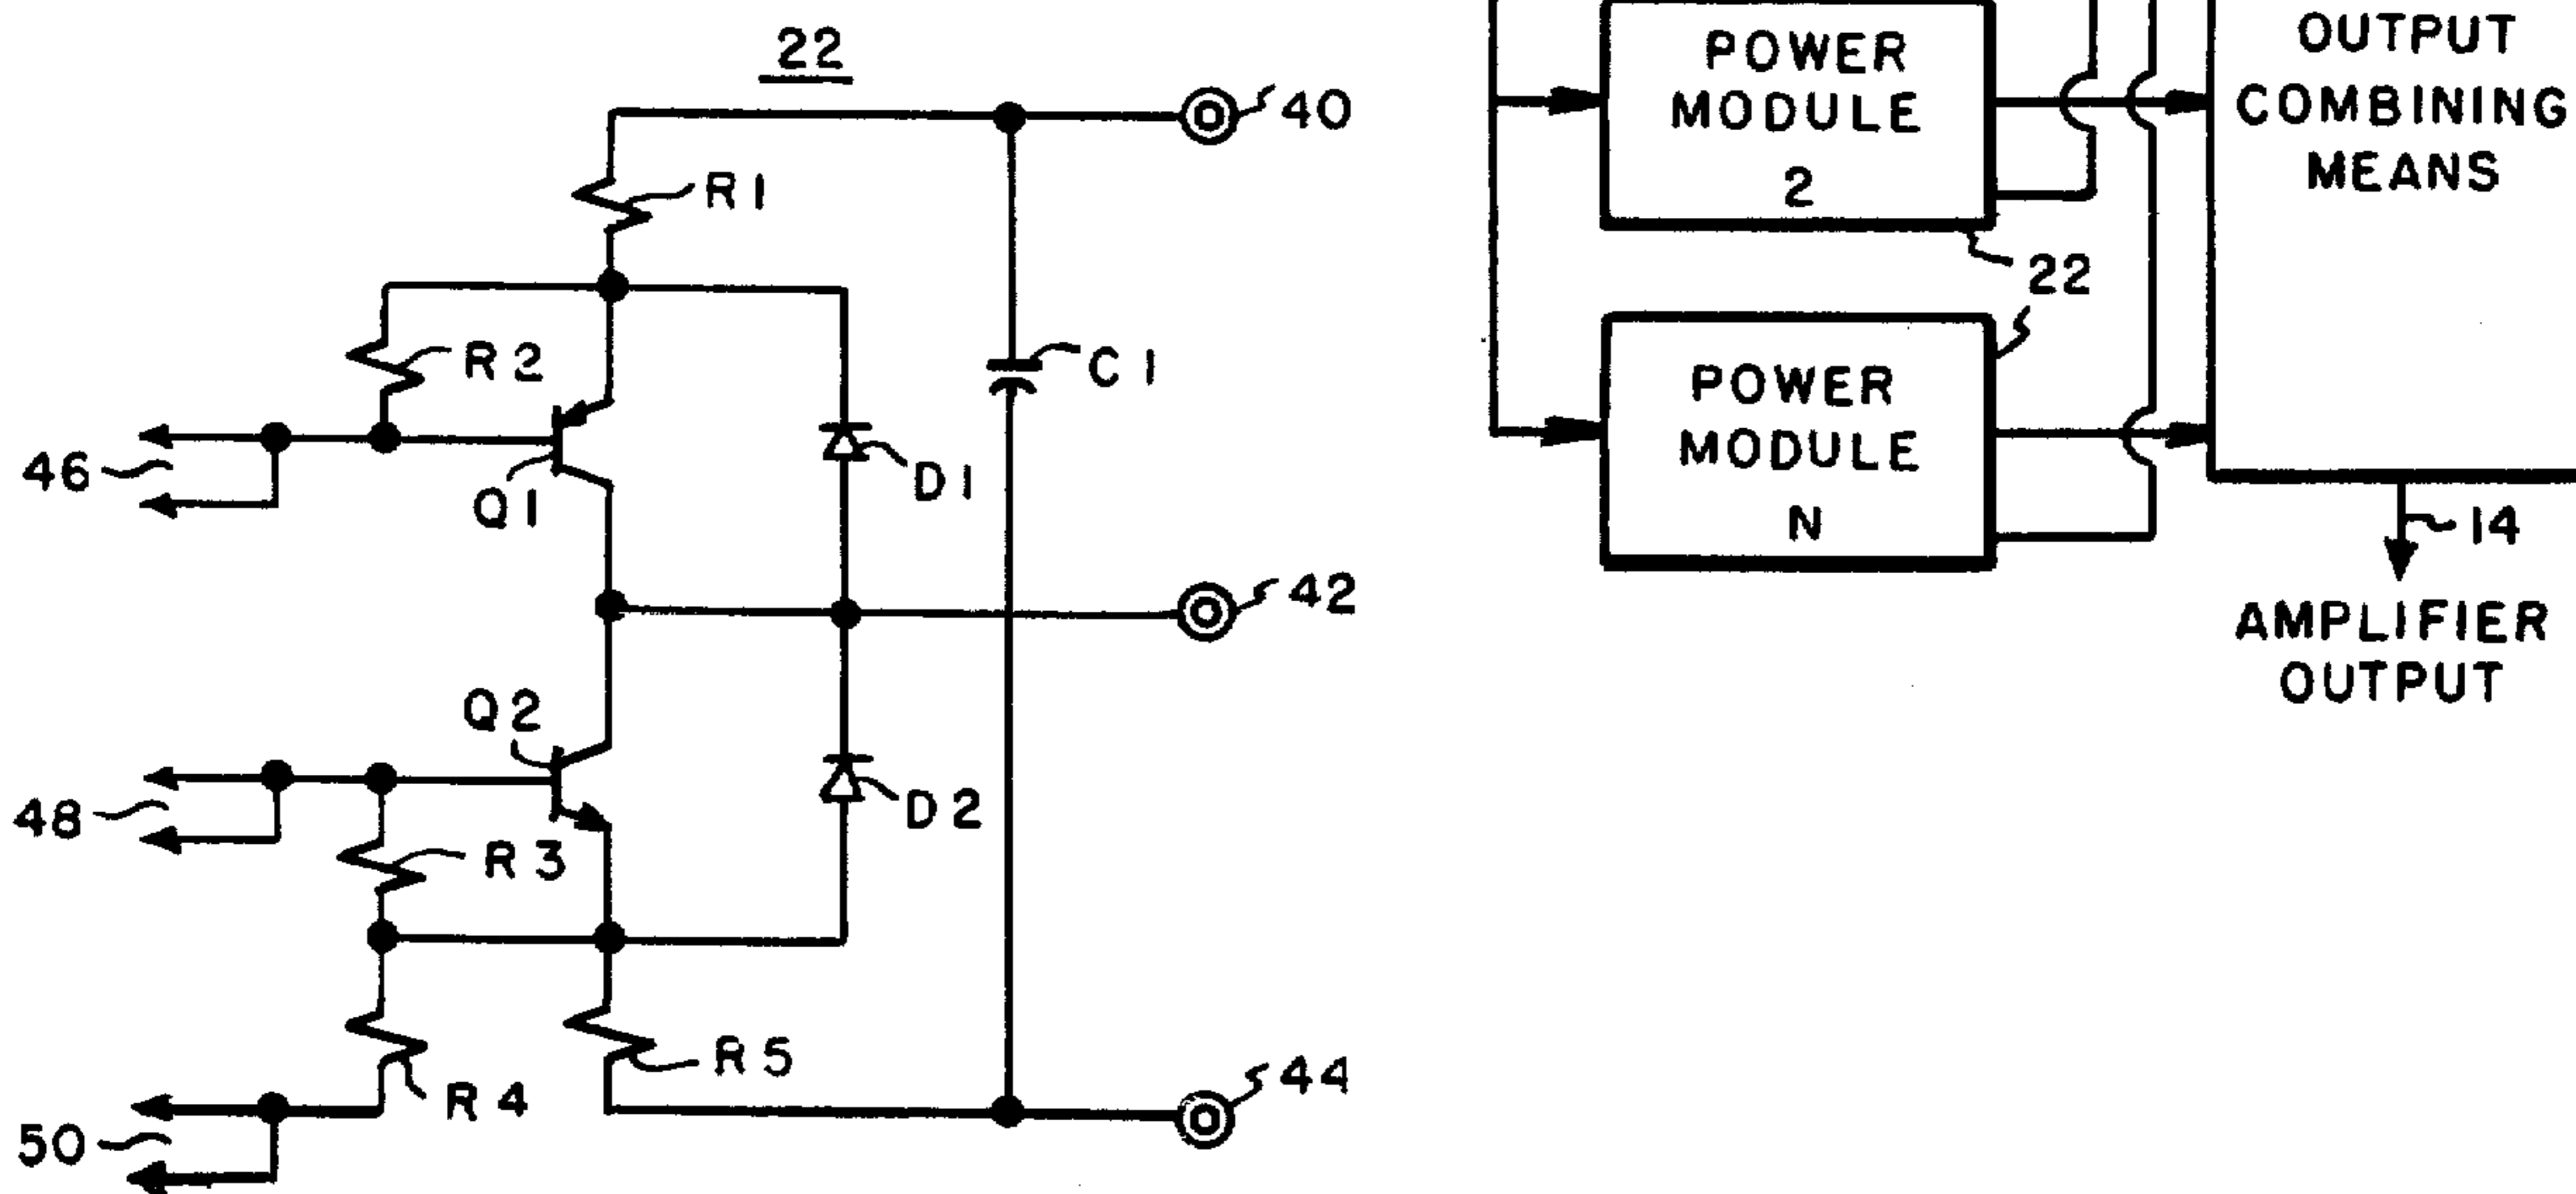 22
40
R1
R2
C1
46
Q1
D1
42
Q2
48
D2
R3
R5
44
R4
50
POWER
MODULE
2
22
POWER
MODULE
N
OUTPUT
COMBINING
MEANS
14
AMPLIFIER
OUTPUT